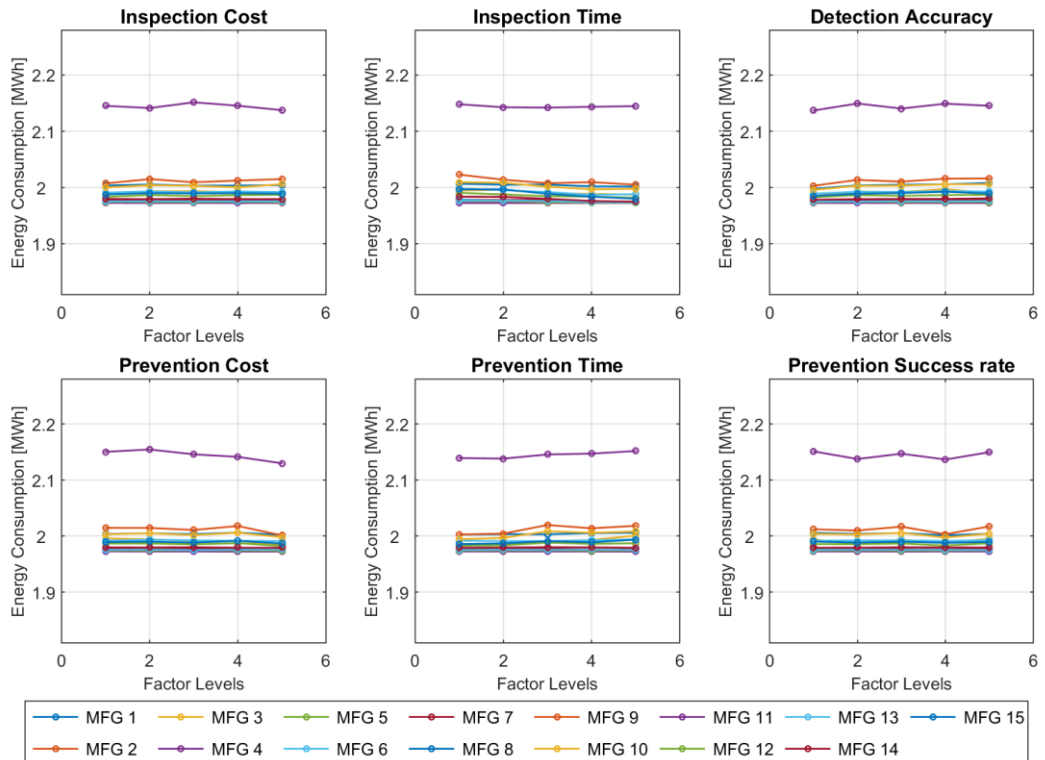 Inspection Cost
Inspection Time
Detection Accuracy
Energy Consumption [MWh]
2.2
2.1
2
1.9
0
2
4
6
Factor Levels
Energy Consumption [MWh]
2.2
2.1
2
1.9
0
2
4
6
Factor Levels
Energy Consumption [MWh]
2.2
2.1
2
1.9
0
2
4
6
Factor Levels
Prevention Cost
Prevention Time
Prevention Success rate
Energy Consumption [MWh]
2.2
2.1
2
1.9
0
2
4
6
Factor Levels
Energy Consumption [MWh]
2.2
2.1
2
1.9
0
2
4
6
Factor Levels
Energy Consumption [MWh]
2.2
2.1
2
1.9
0
2
4
6
Factor Levels
MFG 1 MFG 3 MFG 5 MFG 7 MFG 9 MFG 11 MFG 13 MFG 15
MFG 2 MFG 4 MFG 6 MFG 8 MFG 10 MFG 12 MFG 14